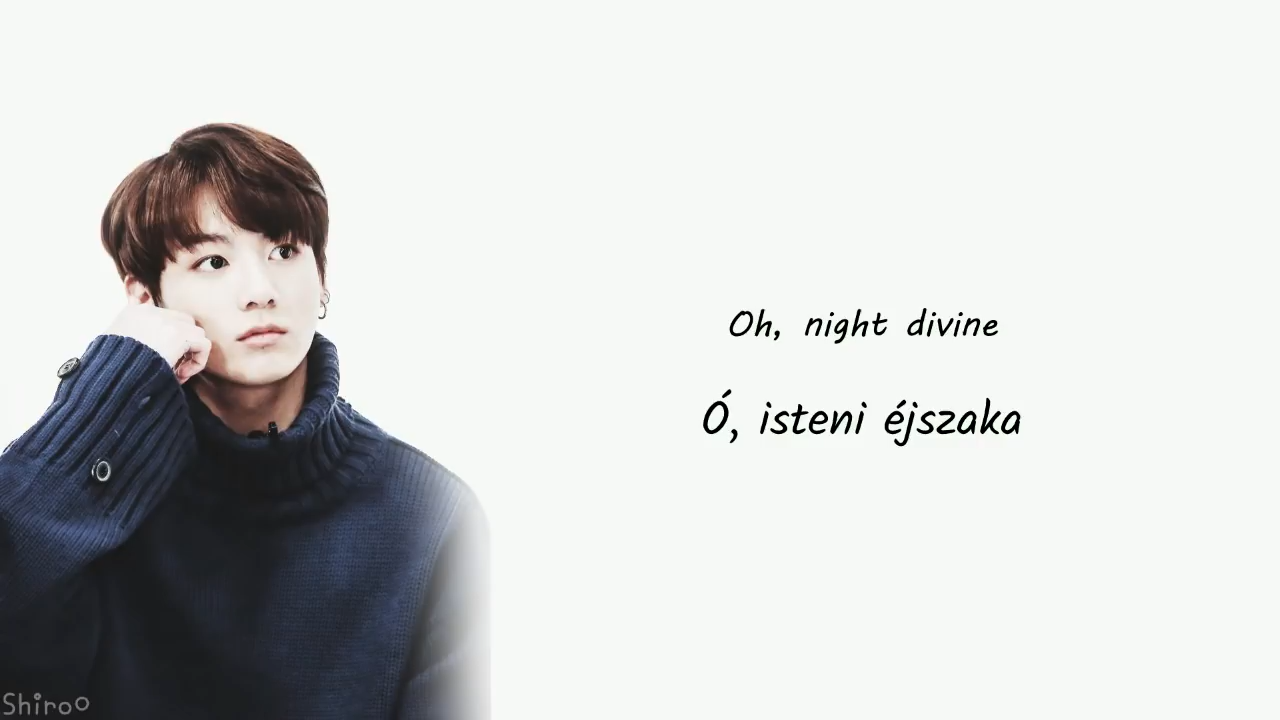 Oh, night divine
Ó, isteni éjszaka
Shiroo